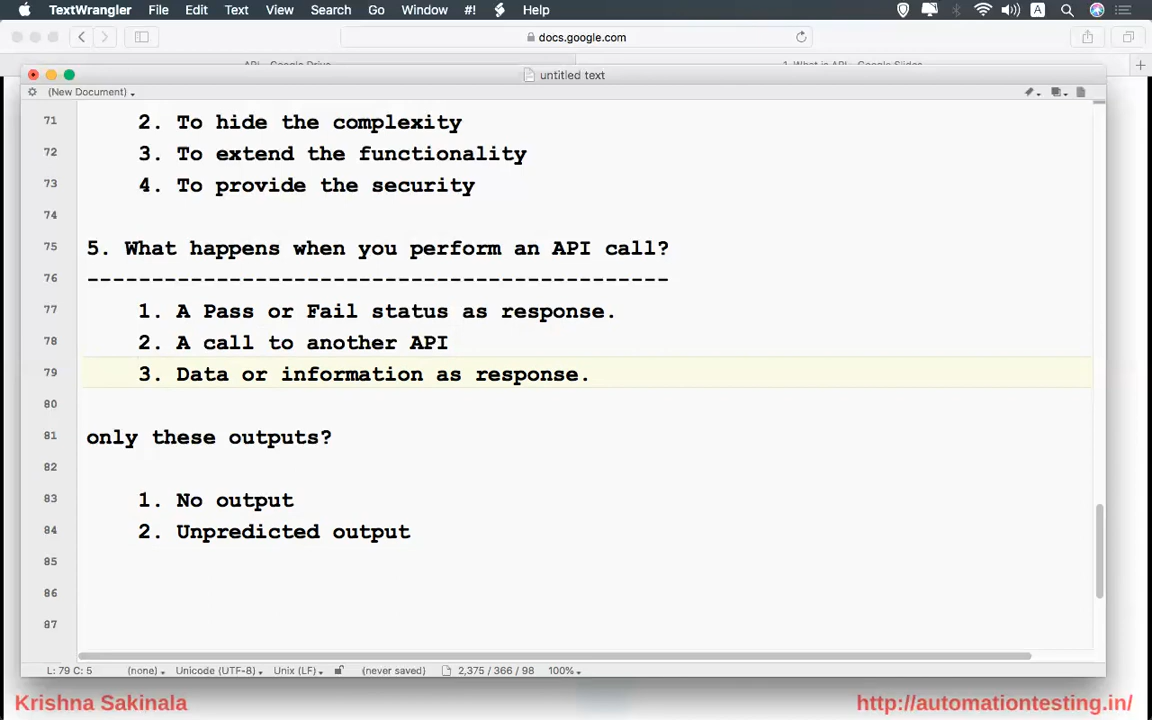 TextWrangler File Edit Text View Search Go Window #! Help
docs.google.com
untitled text
(New Document)
71 2. To hide the complexity
72 3. To extend the functionality
73 4. To provide the security
74
75 5. What happens when you perform an API call?
76 ---------------------------------------------
77 1. A Pass or Fail status as response.
78 2. A call to another API
79 3. Data or information as response.
80
81 only these outputs?
82
83 1. No output
84 2. Unpredicted output
85
86
87
L: 79 C: 5 (none) Unicode (UTF-8) Unix (LF) (never saved) 2,375 / 366 / 98 100%
Krishna Sakinala http://automationtesting.in/